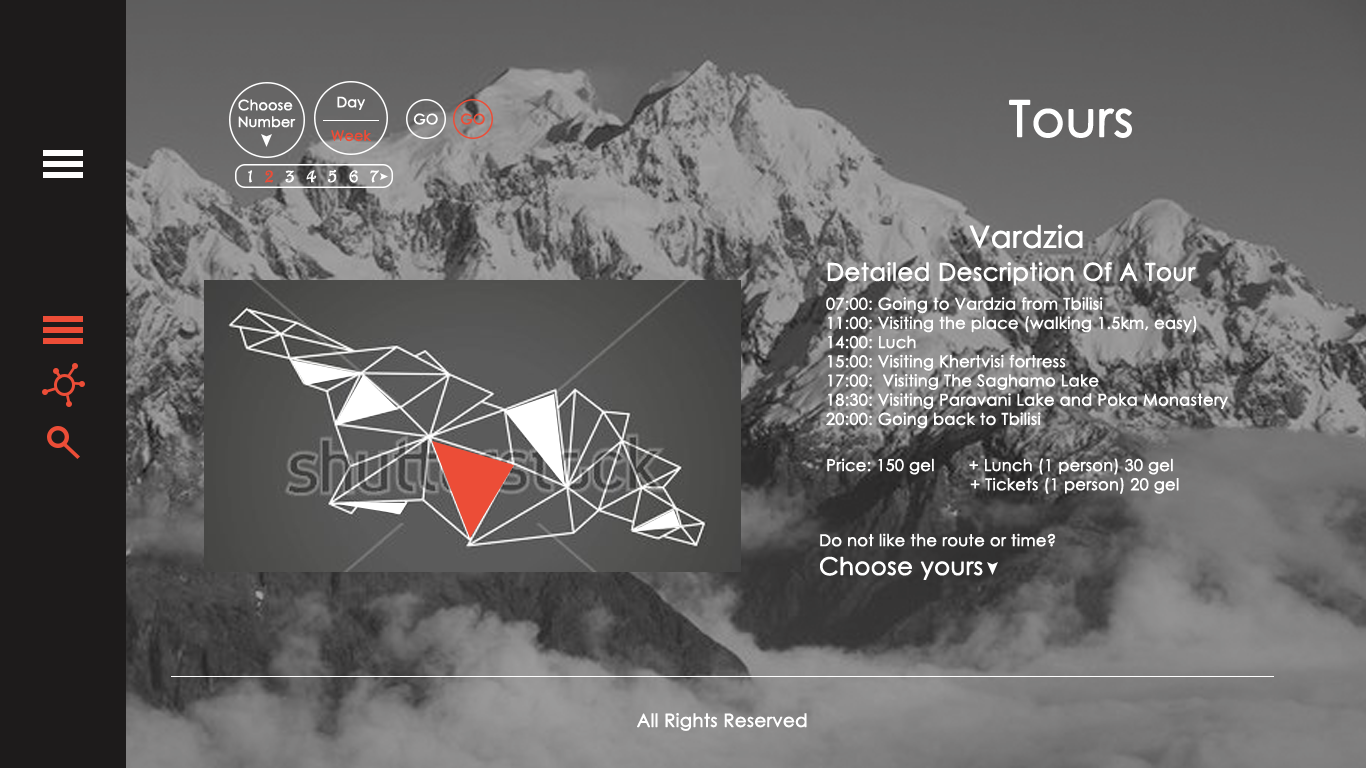 Choose
Number
Day
Week
GO
GO
1 2 3 4 5 6 7
Tours
Vardzia
Detailed Description Of A Tour
07:00: Going to Vardzia from Tbilisi
11:00: Visiting the place (walking 1.5km, easy)
14:00: Luch
15:00: Visiting Khertvisi fortress
17:00: Visiting The Saghamo Lake
18:30: Visiting Paravani Lake and Poka Monastery
20:00: Going back to Tbilisi
Price: 150 gel + Lunch (1 person) 30 gel
+ Tickets (1 person) 20 gel
shutterstock
Do not like the route or time?
Choose yours
All Rights Reserved